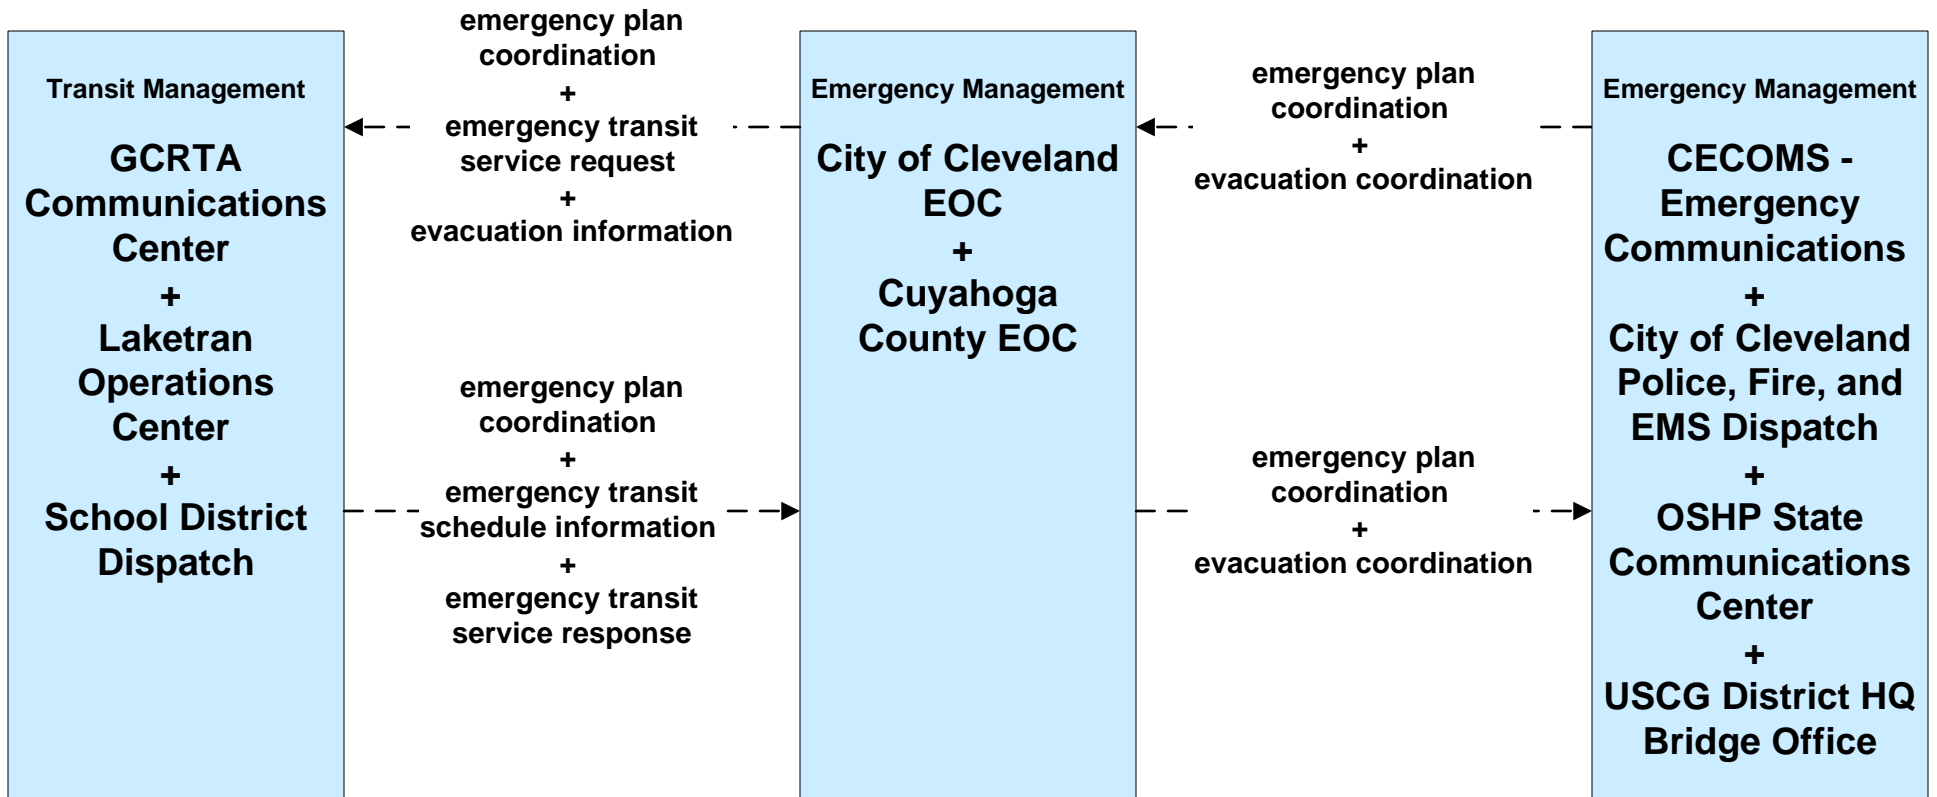 Transit Management
GCRTA
Communications
Center
+
Laketran
Operations
Center
+
School District
Dispatch
emergency plan
coordination
+
emergency transit
service request
+
evacuation information
emergency plan
coordination
+
emergency transit
schedule information
+
emergency transit
service response
Emergency Management
City of Cleveland
EOC
+
Cuyahoga
County EOC
emergency plan
coordination
+
evacuation coordination
emergency plan
coordination
+
evacuation coordination
Emergency Management
CECOMS -
Emergency
Communications
+
City of Cleveland
Police, Fire, and
EMS Dispatch
+
OSHP State
Communications
Center
+
USCG District HQ
Bridge Office